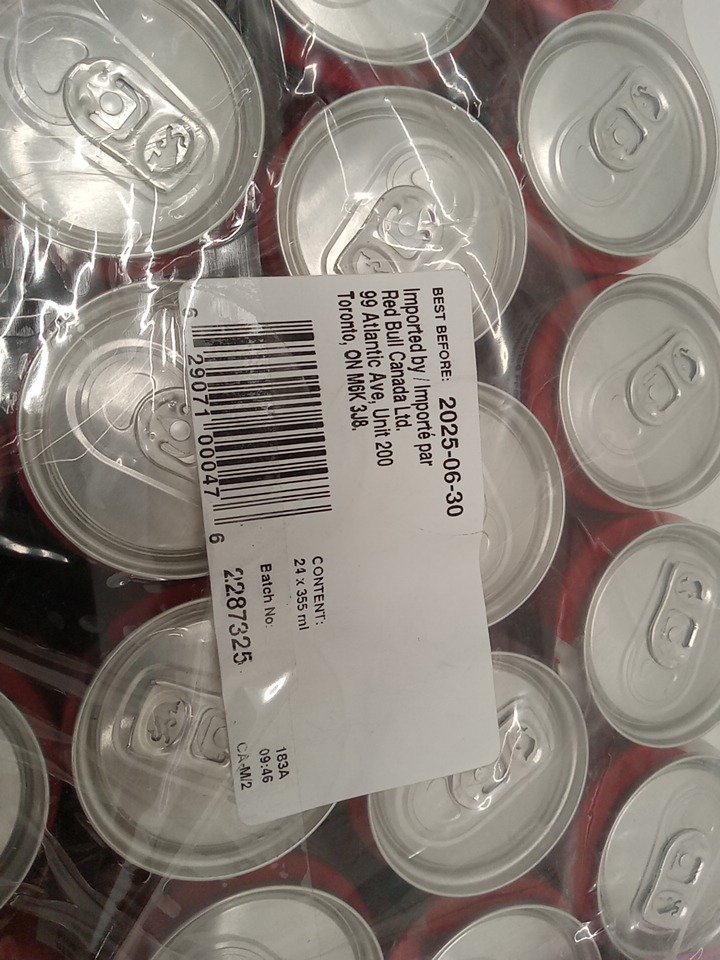 BEST BEFORE: 2025-06-30
Imported by / Importé par
Red Bull Canada Ltd.
99 Atlantic Ave, Unit 200
Toronto, ON M6K 3J8.
6 29071 00047 6
CONTENT:
24 x 355 ml
Batch No:
2287325
183A
09:46
CA-M/2